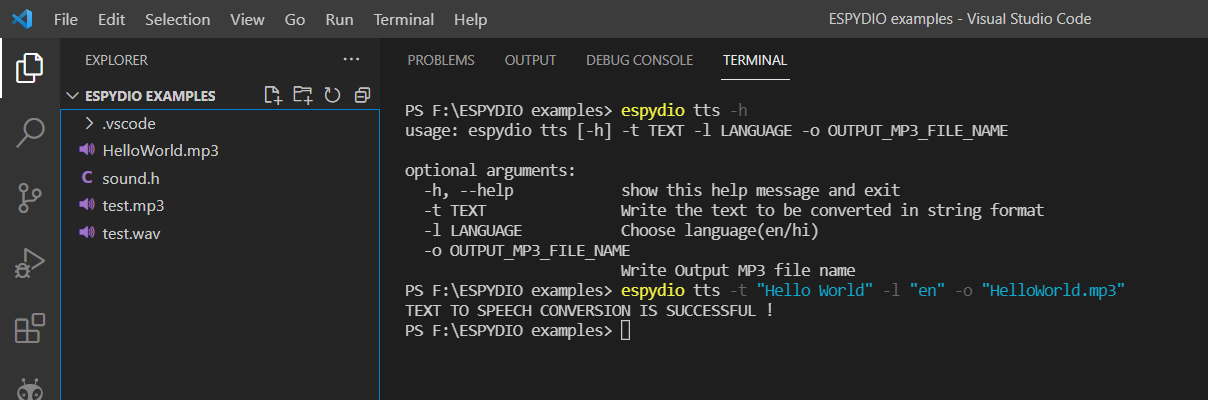 File Edit Selection View Go Run Terminal Help ESPYDIO examples - Visual Studio Code
EXPLORER
ESPYDIO EXAMPLES
.vscode
HelloWorld.mp3
C sound.h
test.mp3
test.wav
PROBLEMS OUTPUT DEBUG CONSOLE TERMINAL
PS F:\ESPYDIO examples> espydio tts -h
usage: espydio tts [-h] -t TEXT -l LANGUAGE -o OUTPUT_MP3_FILE_NAME
optional arguments:
-h, --help show this help message and exit
-t TEXT Write the text to be converted in string format
-l LANGUAGE Choose language(en/hi)
-o OUTPUT_MP3_FILE_NAME
Write Output MP3 file name
PS F:\ESPYDIO examples> espydio tts -t "Hello World" -l "en" -o "HelloWorld.mp3"
TEXT TO SPEECH CONVERSION IS SUCCESSFUL !
PS F:\ESPYDIO examples>